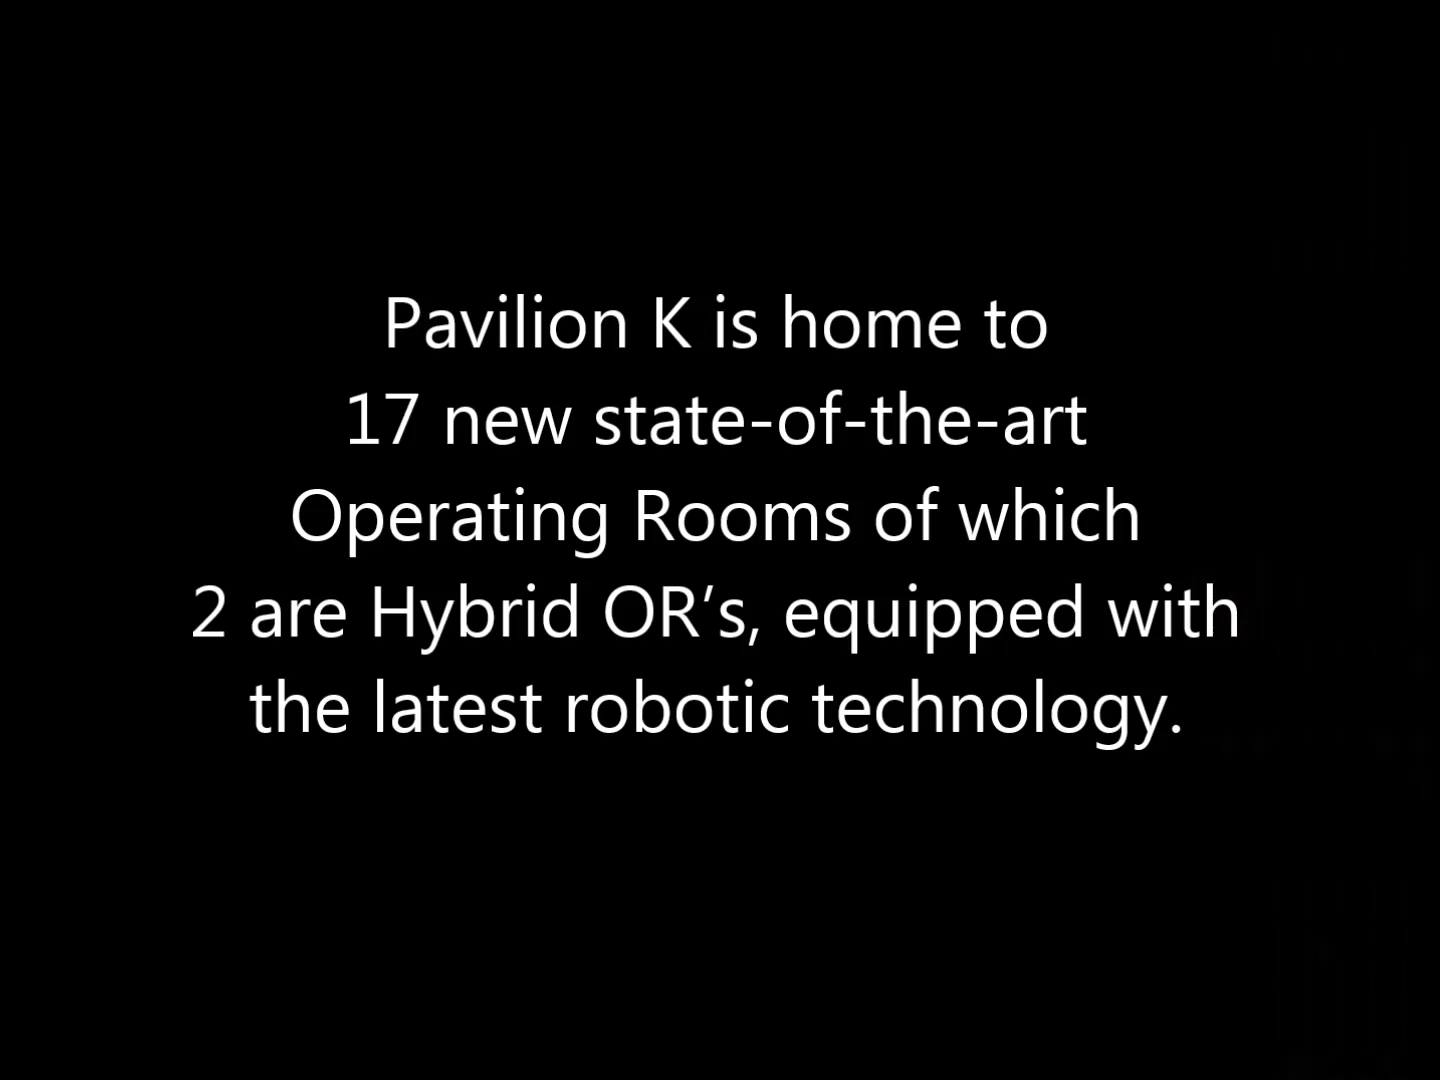 Pavilion K is home to
17 new state-of-the-art
Operating Rooms of which
2 are Hybrid OR’s, equipped with
the latest robotic technology.